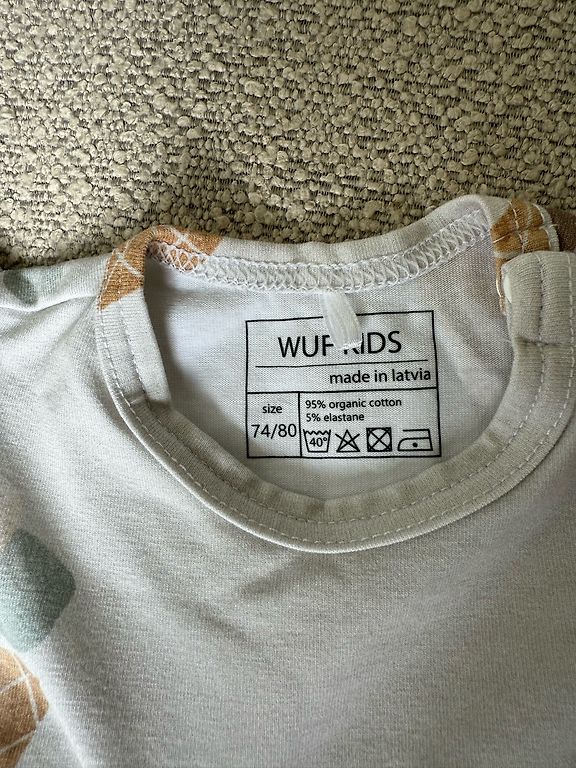 WUF KIDS
made in latvia
size
74/80
95% organic cotton
5% elastane
40°